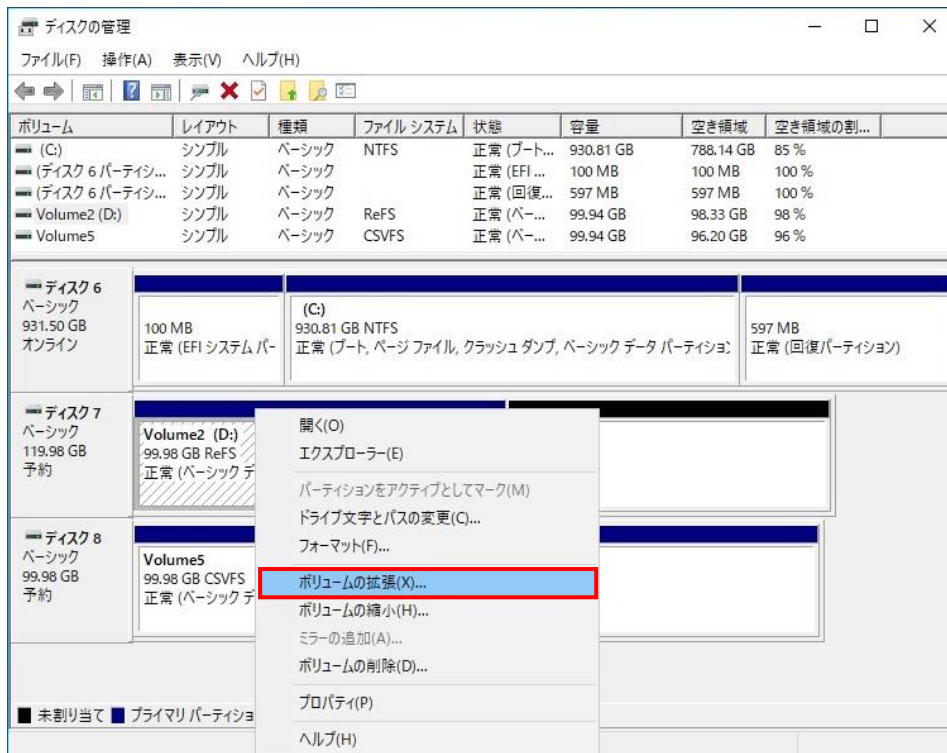 ディスクの管理
ファイル(F) 操作(A) 表示(V) ヘルプ(H)
ボリューム レイアウト 種類 ファイル システム 状態 容量 空き領域 空き領域の割...
(C:) シンプル ベーシック NTFS 正常 (ブート... 930.81 GB 788.14 GB 85 %
(ディスク 6 パーティシ... シンプル ベーシック 正常 (EFI ... 100 MB 100 MB 100 %
(ディスク 6 パーティシ... シンプル ベーシック 正常 (回復... 597 MB 597 MB 100 %
Volume2 (D:) シンプル ベーシック ReFS 正常 (ベー... 99.94 GB 98.33 GB 98 %
Volume5 シンプル ベーシック CSVFS 正常 (ベー... 99.94 GB 96.20 GB 96 %
ディスク 6
ベーシック
931.50 GB
オンライン
100 MB
正常 (EFI システム パー
(C:)
930.81 GB NTFS
正常 (ブート, ページ ファイル, クラッシュ ダンプ, ベーシック データ パーティション
597 MB
正常 (回復パーティション)
ディスク 7
ベーシック
119.98 GB
予約
Volume2 (D:)
99.98 GB ReFS
正常 (ベーシック デ
ディスク 8
ベーシック
99.98 GB
予約
Volume5
99.98 GB CSVFS
正常 (ベーシック デ
開く(O)
エクスプローラー(E)
パーティションをアクティブとしてマーク(M)
ドライブ文字とパスの変更(C)...
フォーマット(F)...
ボリュームの拡張(X)...
ボリュームの縮小(H)...
ミラーの追加(A)...
ボリュームの削除(D)...
プロパティ(P)
ヘルプ(H)
未割り当て プライマリ パーティショ